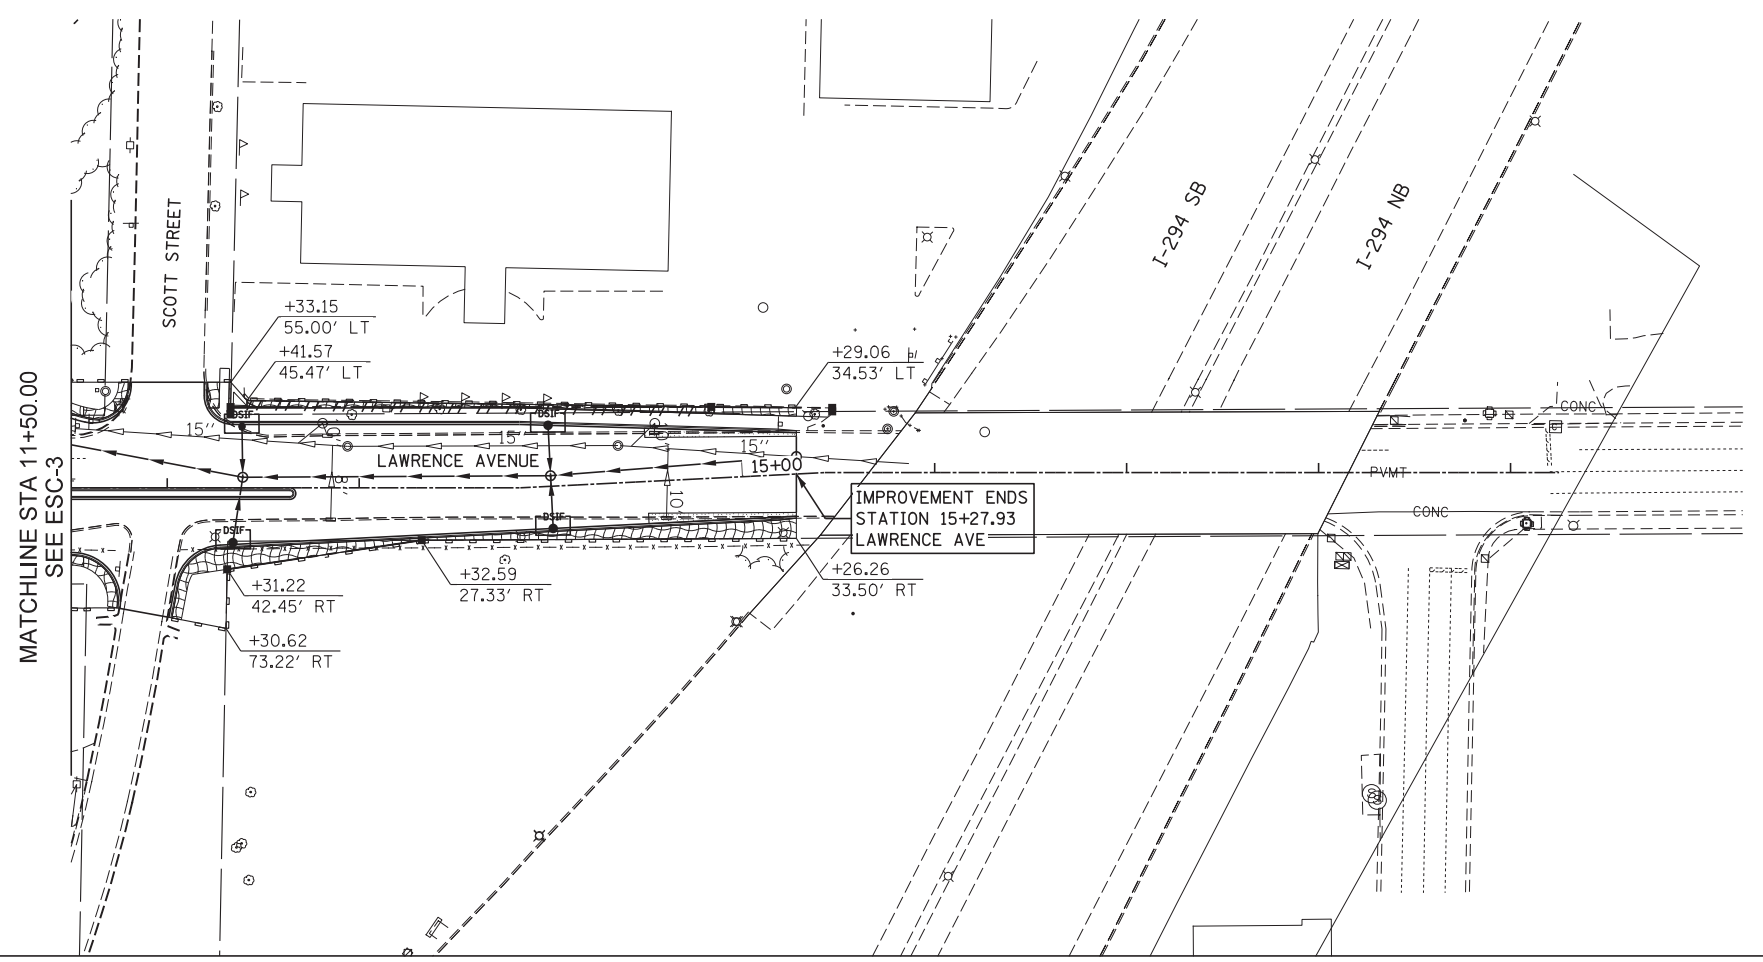 SCOTT STREET
I-294 SB
I-294 NB
+33.15
55.00' LT
+41.57
45.47' LT
+29.06
34.53' LT
MATCHLINE STA 11+50.00
SEE ESC-3
DSIF
DSIF
CONC
15''
15
15''
LAWRENCE AVENUE
15+00
PVMT
8'
10'
IMPROVEMENT ENDS
STATION 15+27.93
LAWRENCE AVE
CONC
DSIF
DSIF
+31.22
42.45' RT
+32.59
27.33' RT
+26.26
33.50' RT
+30.62
73.22' RT